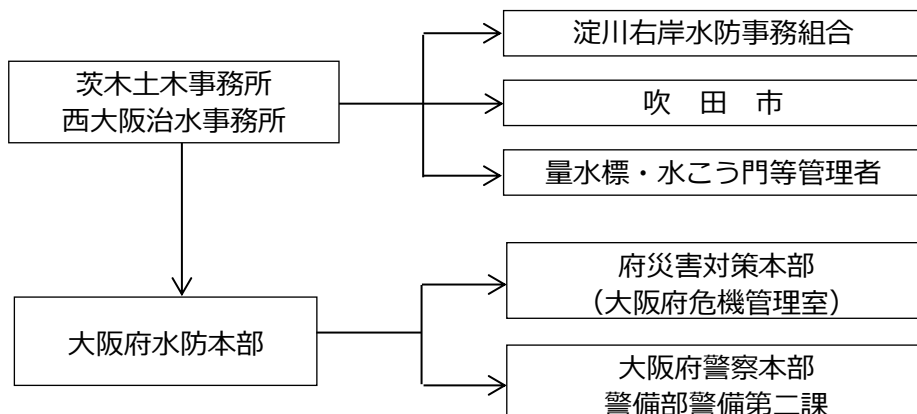 淀川右岸水防事務組合
茨木土木事務所
西大阪治水事務所
吹　田　市
量水標・水こう門等管理者
府災害対策本部
（大阪府危機管理室）
大阪府水防本部
大阪府警察本部
警備部警備第二課